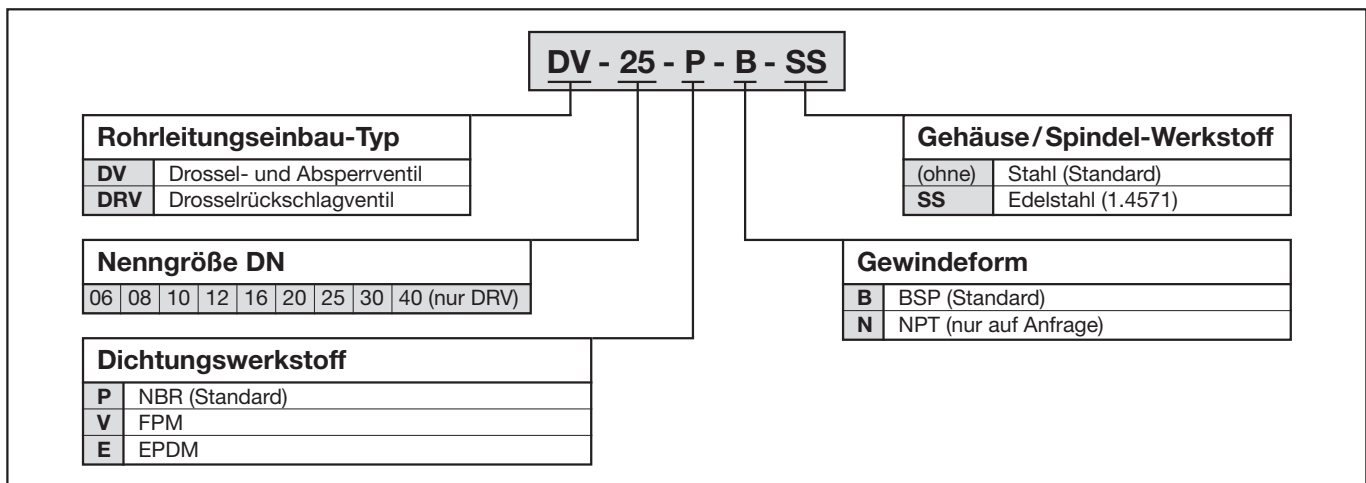 DV - 25 - P - B - SS
Rohrleitungseinbau-Typ
DV Drossel- und Absperrventil
DRV Drosselrückschlagventil
Nenngröße DN
06 08 10 12 16 20 25 30 40 (nur DRV)
Dichtungswerkstoff
P NBR (Standard)
V FPM
E EPDM
Gehäuse/Spindel-Werkstoff
(ohne) Stahl (Standard)
SS Edelstahl (1.4571)
Gewindeform
B BSP (Standard)
N NPT (nur auf Anfrage)